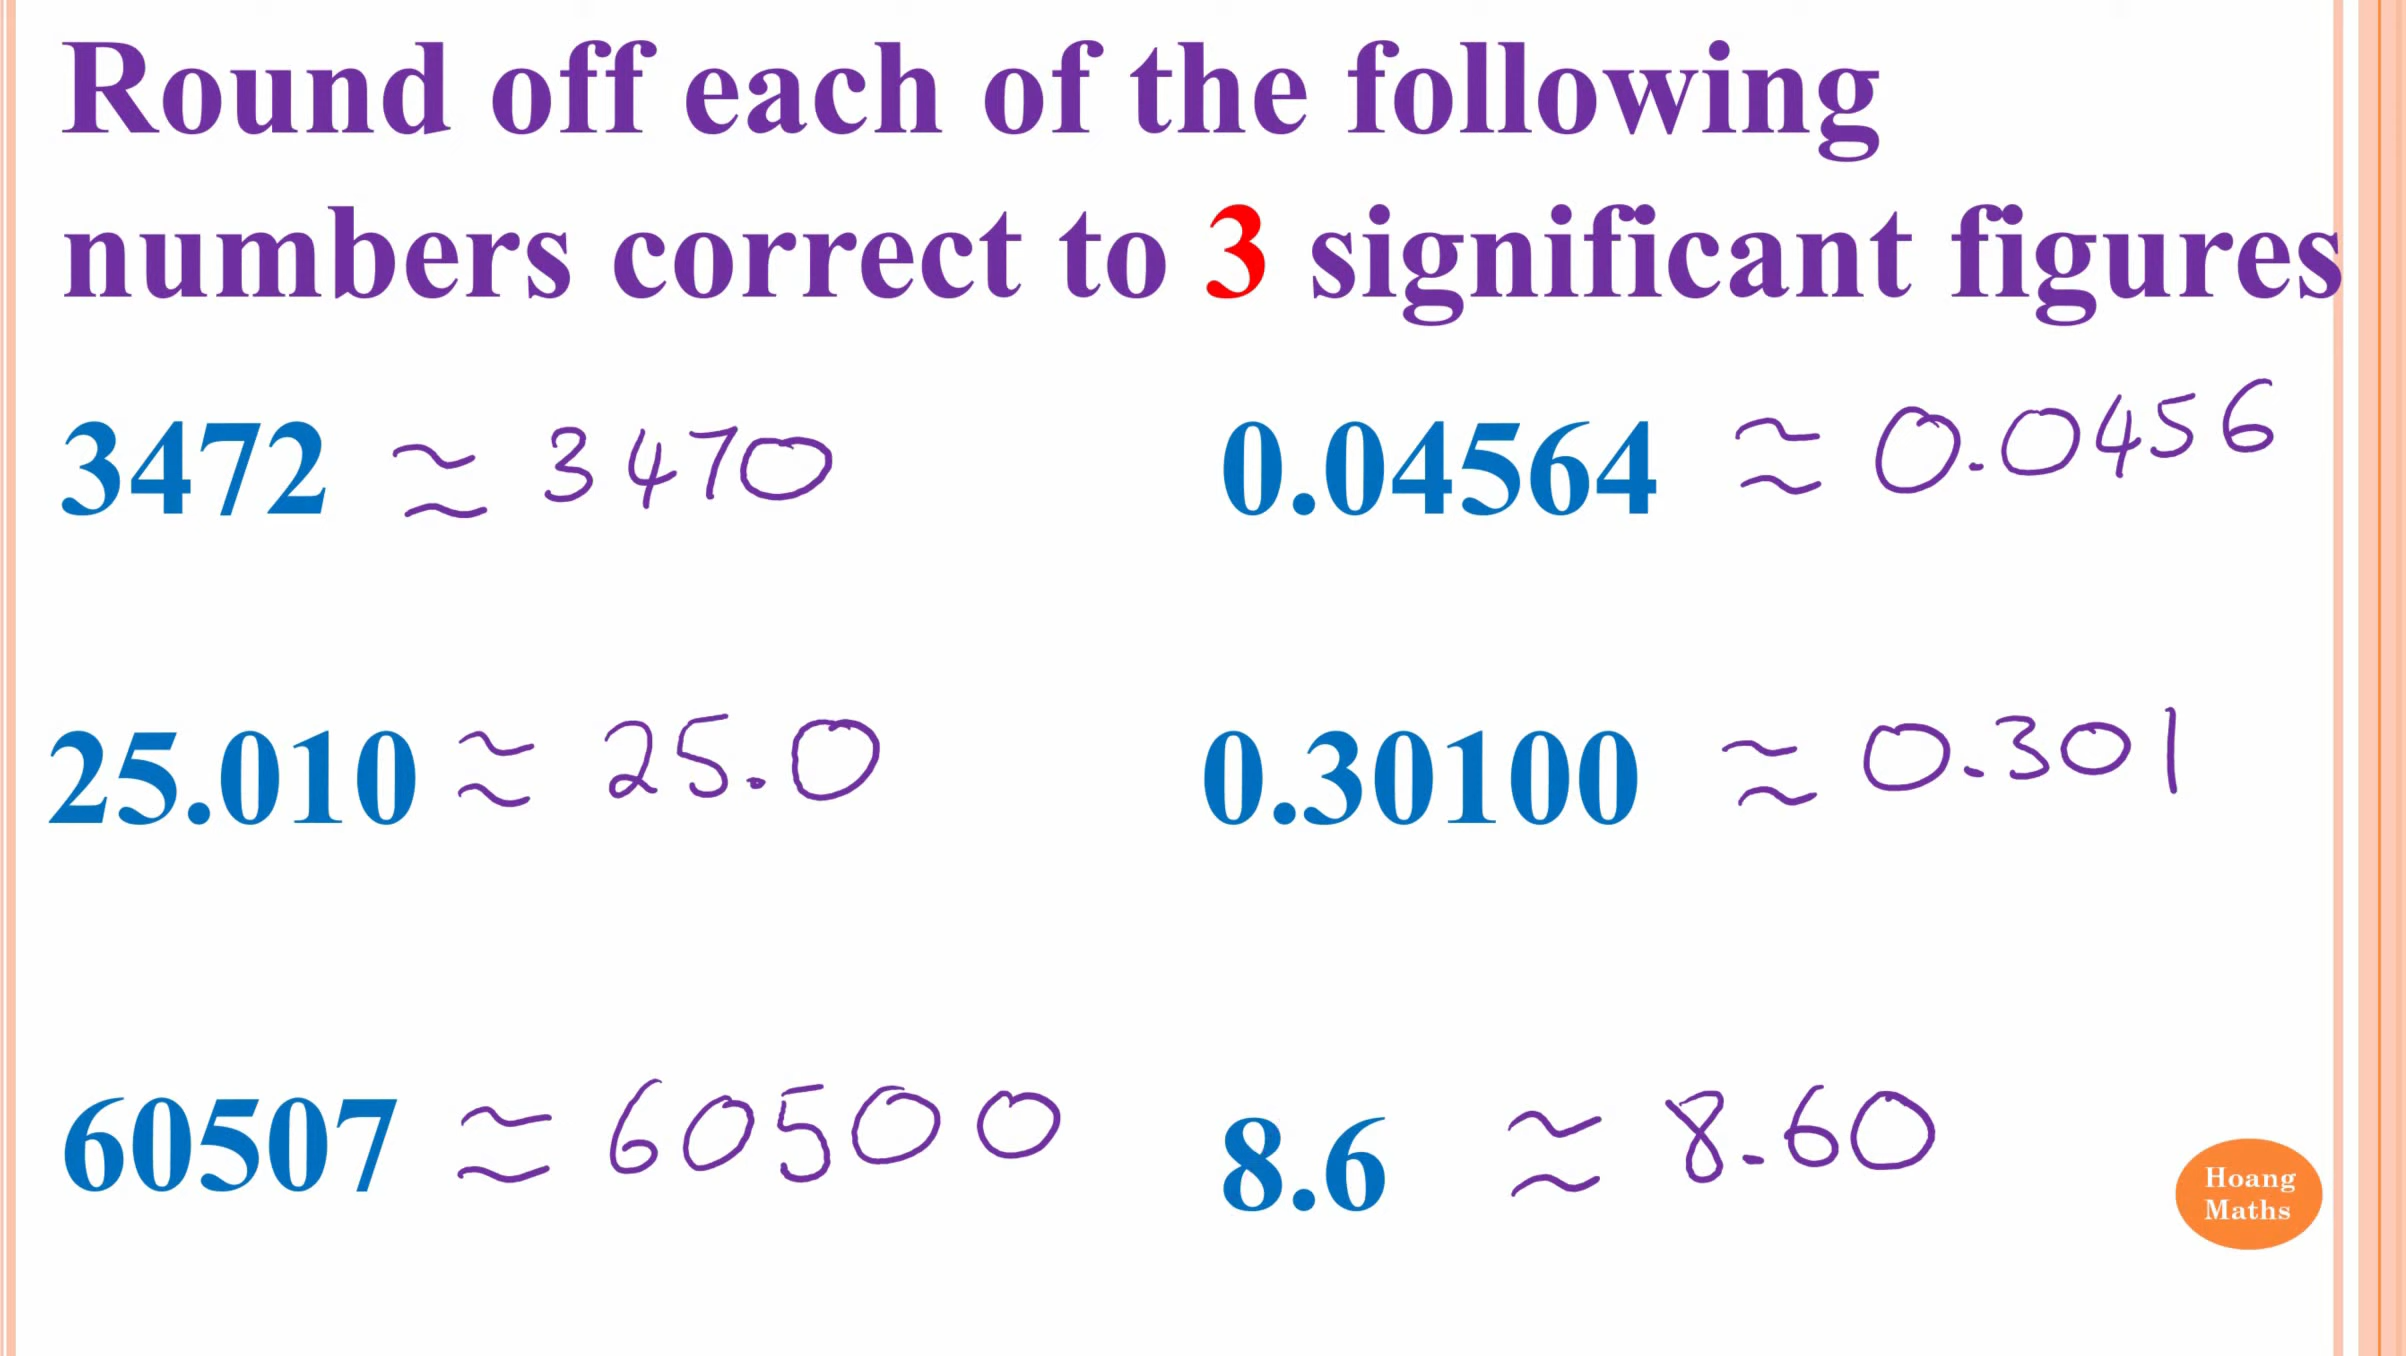 Round off each of the following
numbers correct to 3 significant figures
3472 ≈ 3470
0.04564 ≈ 0.0456
25.010 ≈ 25.0
0.30100 ≈ 0.301
60507 ≈ 60500
8.6 ≈ 8.60
Hoang
Maths